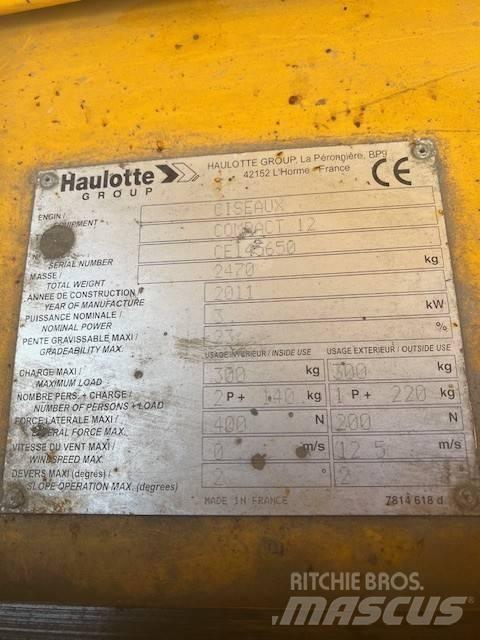 Haulotte
GROUP
HAULOTTE GROUP, La Péronnière, BP9
42152 L'Horme - France
CE
ENGIN / EQUIPMENT CISEAUX
COMPACT 12
SERIAL NUMBER CE145650
MASSE / TOTAL WEIGHT 2470 kg
ANNEE DE CONSTRUCTION / YEAR OF MANUFACTURE 2011
PUISSANCE NOMINALE / NOMINAL POWER 3 kW
PENTE GRAVISSABLE MAXI / GRADEABILITY MAX. 23 %
USAGE INTERIEUR / INSIDE USE USAGE EXTERIEUR / OUTSIDE USE
CHARGE MAXI / MAXIMUM LOAD 300 kg 300 kg
NOMBRE PERS. + CHARGE / NUMBER OF PERSONS + LOAD 2 P + 140 kg 1 P + 220 kg
FORCE LATERALE MAXI / LATERAL FORCE MAX. 400 N 200 N
VITESSE DU VENT MAXI / WINDSPEED MAX. 0 m/s 12.5 m/s
DEVERS MAXI (degrés) / SLOPE OPERATION MAX. (degrees) 2 ° 2 °
MADE IN FRANCE 7814 618 d
RITCHIE BROS.
MASCUS